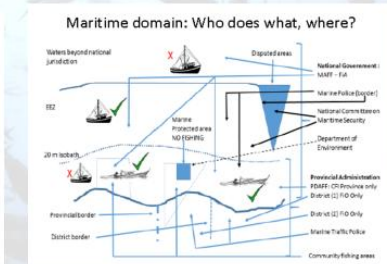 Maritime domain: Who does what, where?
Waters beyond national
jurisdiction
X
Disputed areas
National Government:
MAFF - FiA
Marine Police (border)
National Committee on
Maritime Security
EEZ
Marine
Protected area
NO FISHING
Department of
Environment
20 m isobath
X
Provincial Administration
PDAFF: CFi Province only
District (1) FiO Only
District (2) FiO Only
Marine Traffic Police
Provincial border
District border
Community fishing areas